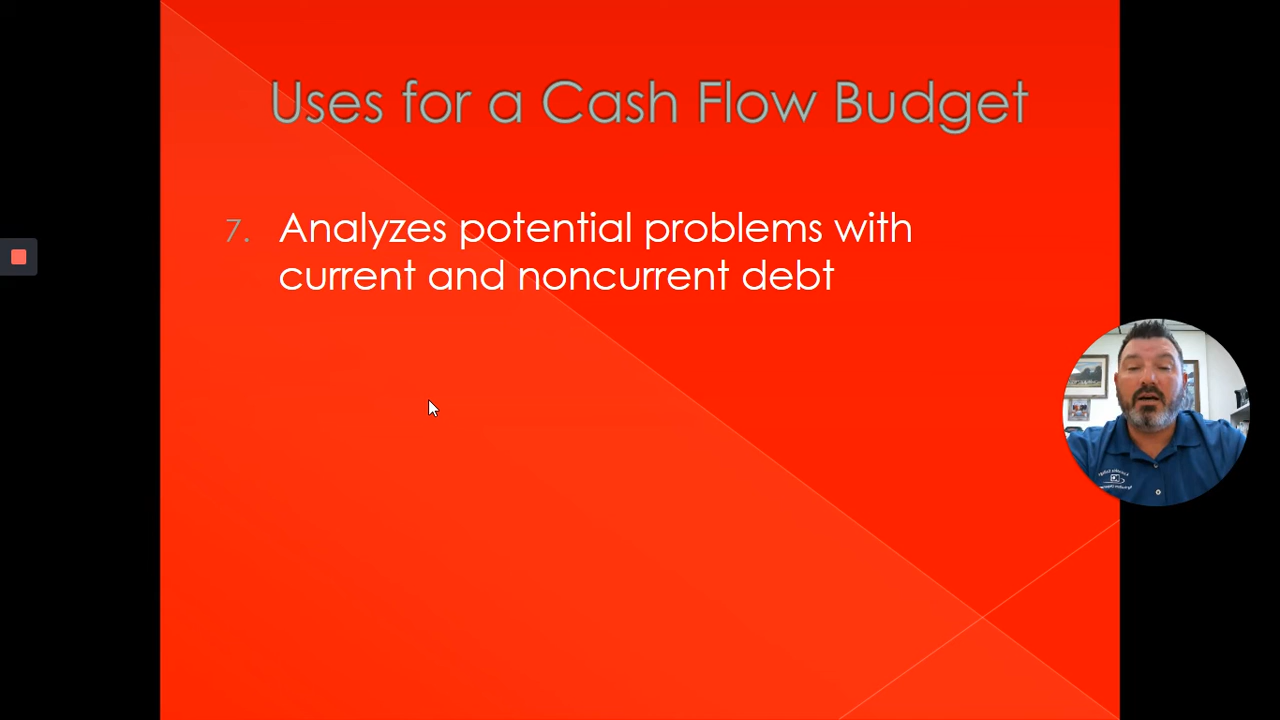 Uses for a Cash Flow Budget
7. Analyzes potential problems with
current and noncurrent debt